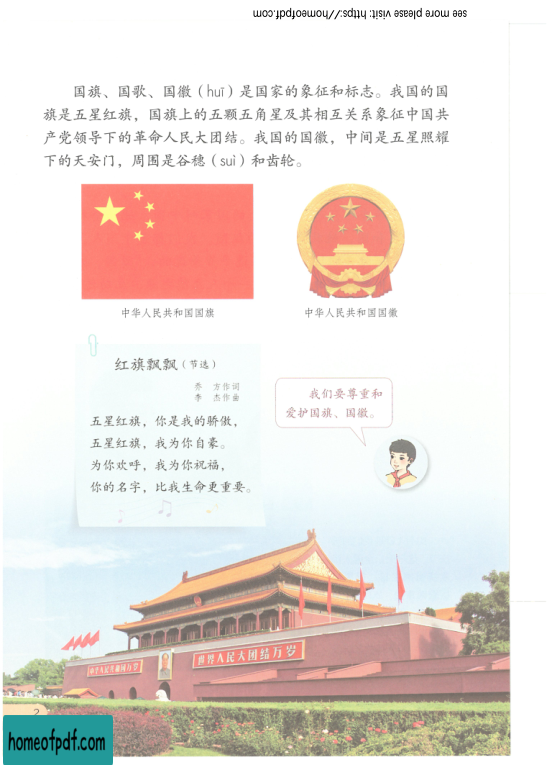 see more please visit: https://homeofpdf.com
国旗、国歌、国徽（huī）是国家的象征和标志。我国的国
旗是五星红旗，国旗上的五颗五角星及其相互关系象征中国共
产党领导下的革命人民大团结。我国的国徽，中间是五星照耀
下的天安门，周围是谷穗（suì）和齿轮。
中华人民共和国国旗
中华人民共和国国徽
红旗飘飘（节选）
乔 方作词
李 杰作曲
五星红旗，你是我的骄傲，
五星红旗，我为你自豪。
为你欢呼，我为你祝福，
你的名字，比我生命更重要。
我们要尊重和
爱护国旗、国徽。
中华人民共和国万岁
世界人民大团结万岁
2
homeofpdf.com